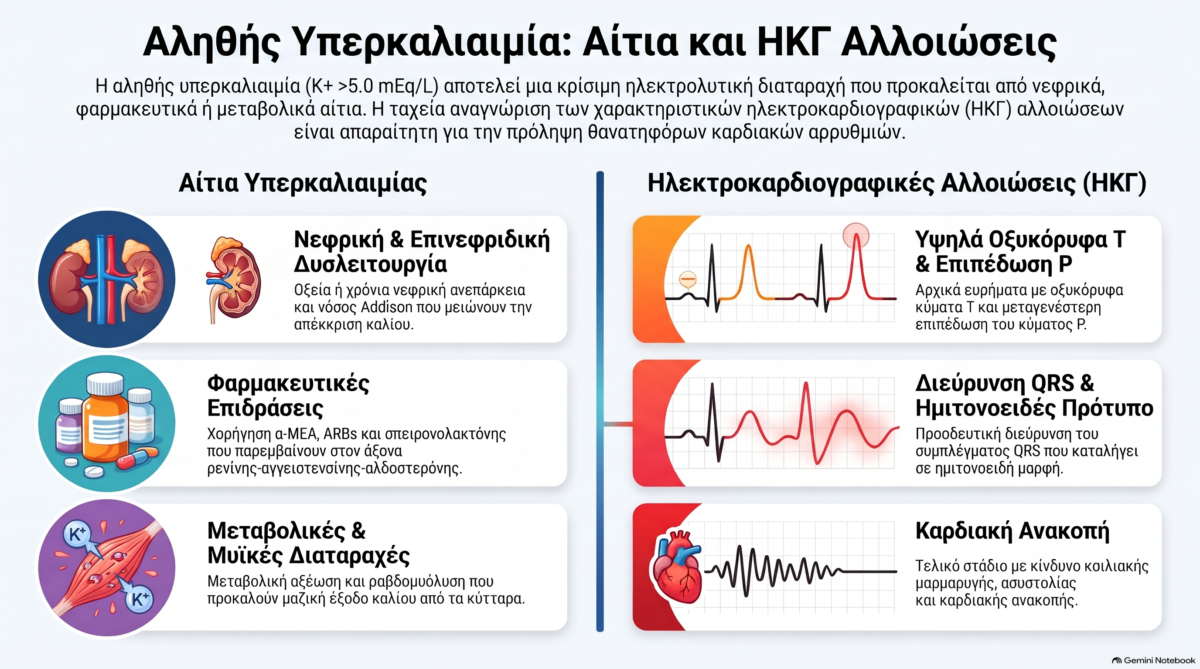 Αληθής Υπερκαλιαιμία: Αίτια και ΗΚΓ Αλλοιώσεις
Η αληθής υπερκαλιαιμία (K+ >5.0 mEq/L) αποτελεί μια κρίσιμη ηλεκτρολυτική διαταραχή που προκαλείται από νεφρικά,
φαρμακευτικά ή μεταβολικά αίτια. Η ταχεία αναγνώριση των χαρακτηριστικών ηλεκτροκαρδιογραφικών (ΗΚΓ) αλλοιώσεων
είναι απαραίτητη για την πρόληψη θανατηφόρων καρδιακών αρρυθμιών.
Αίτια Υπερκαλιαιμίας
Νεφρική & Επινεφριδική
Δυσλειτουργία
Οξεία ή χρόνια νεφρική ανεπάρκεια
και νόσος Addison που μειώνουν την
απέκκριση καλίου.
Φαρμακευτικές
Επιδράσεις
Χορήγηση α-ΜΕΑ, ARBs και σπειρονολακτόνης
που παρεμβαίνουν στον άξονα
ρενίνης-αγγειοτενσίνης-αλδοστερόνης.
K+
K+
Μεταβολικές &
Μυϊκές Διαταραχές
Μεταβολική αξέωση και ραβδομυόλυση που
προκαλούν μαζική έξοδο καλίου από τα κύτταρα.
Ηλεκτροκαρδιογραφικές Αλλοιώσεις (ΗΚΓ)
Υψηλά Οξυκόρυφα Τ
& Επιπέδωση Ρ
Αρχικά ευρήματα με οξυκόρυφα
κύματα Τ και μεταγενέστερη
επιπέδωση του κύματος Ρ.
Διεύρυνση QRS &
Ημιτονοειδές Πρότυπο
Προοδευτική διεύρυνση του
συμπλέγματος QRS που καταλήγει
σε ημιτονοειδή μαρφή.
Καρδιακή Ανακοπή
Τελικό στάδιο με κίνδυνο κοιλιακής
μαρμαρυγής, ασυστολίας
και καρδιακής ανακοπής.
Gemini Notebook